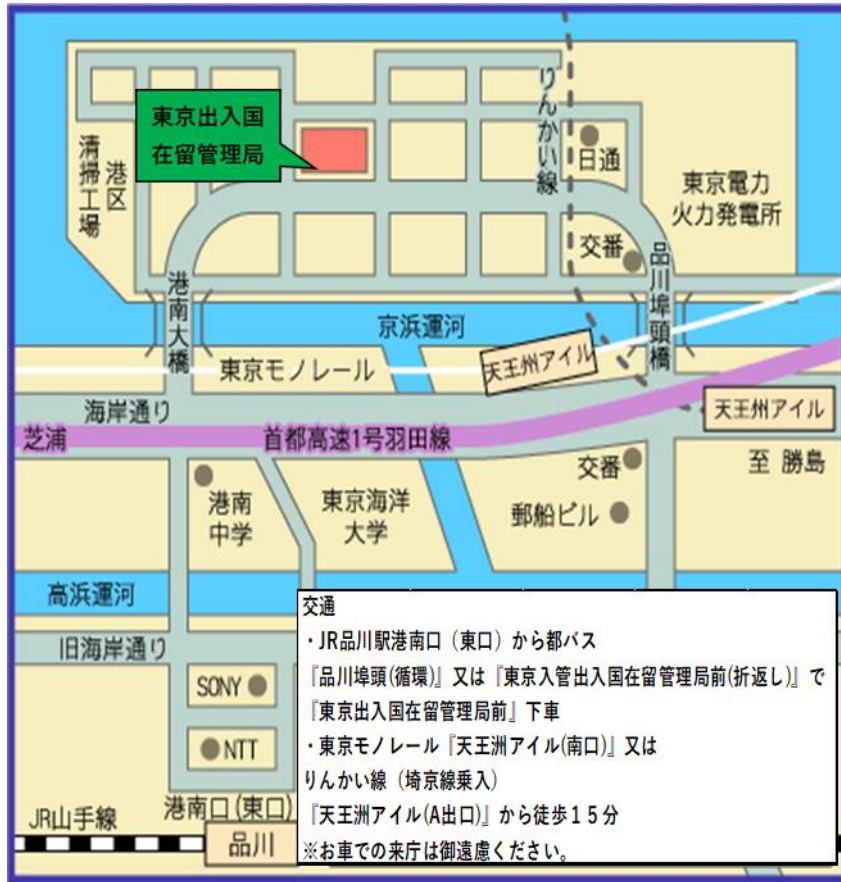 東京出入国
在留管理局
港区
清掃工場
りんかい線
日通
東京電力
火力発電所
交番
品川埠頭橋
港南大橋
京浜運河
東京モノレール
天王州アイル
海岸通り
天王州アイル
芝浦
首都高速1号羽田線
港南
中学
東京海洋
大学
交番
至 勝島
郵船ビル
高浜運河
旧海岸通り
SONY
NTT
港南口(東口)
JR山手線
品川
交通
・JR品川駅港南口（東口）から都バス
『品川埠頭(循環)』又は『東京入管出入国在留管理局前(折返し)』で
『東京出入国在留管理局前』下車
・東京モノレール『天王洲アイル(南口)』又は
りんかい線（埼京線乗入）
『天王洲アイル(A出口)』から徒歩１５分
※お車での来庁は御遠慮ください。